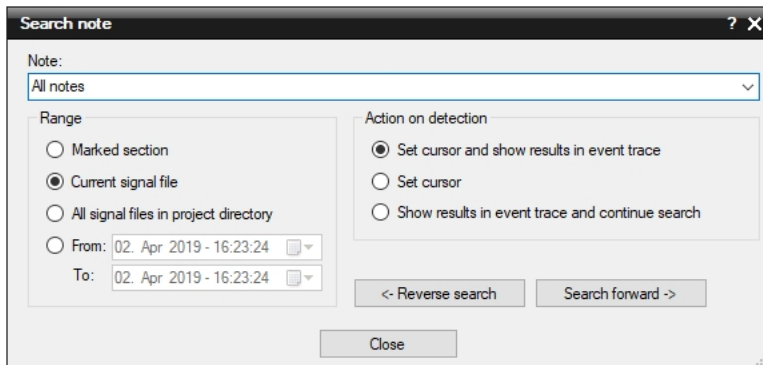 Search note ?
Note:
All notes
Range
Marked section
Current signal file
All signal files in project directory
From: 02. Apr 2019 - 16:23:24
To: 02. Apr 2019 - 16:23:24
Action on detection
Set cursor and show results in event trace
Set cursor
Show results in event trace and continue search
<- Reverse search
Search forward ->
Close